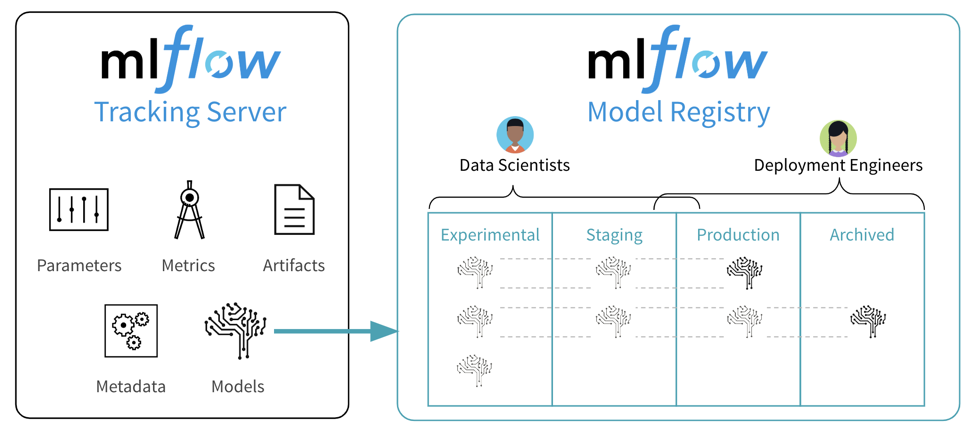 mlflow
Tracking Server
Parameters
Metrics
Artifacts
Metadata
Models
mlflow
Model Registry
Data Scientists
Deployment Engineers
Experimental
Staging
Production
Archived